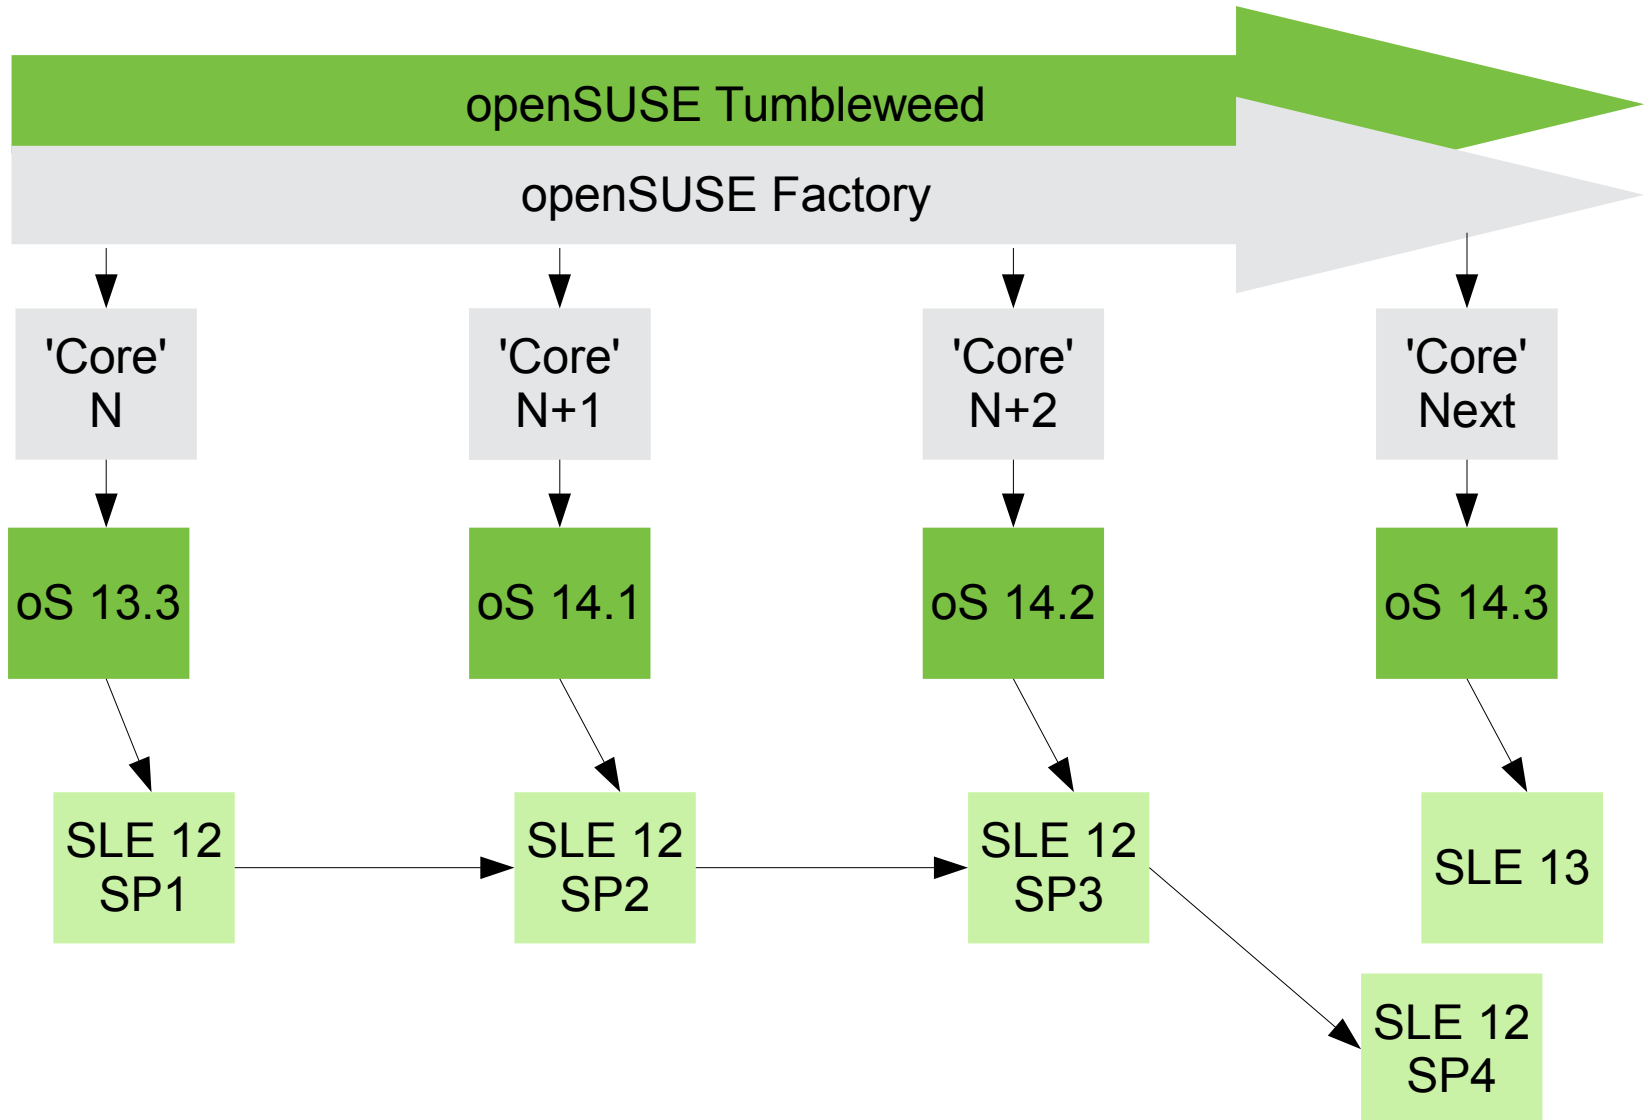 openSUSE Tumbleweed
openSUSE Factory
'Core'
N
'Core'
N+1
'Core'
N+2
'Core'
Next
oS 13.3
oS 14.1
oS 14.2
oS 14.3
SLE 12
SP1
SLE 12
SP2
SLE 12
SP3
SLE 13
SLE 12
SP4